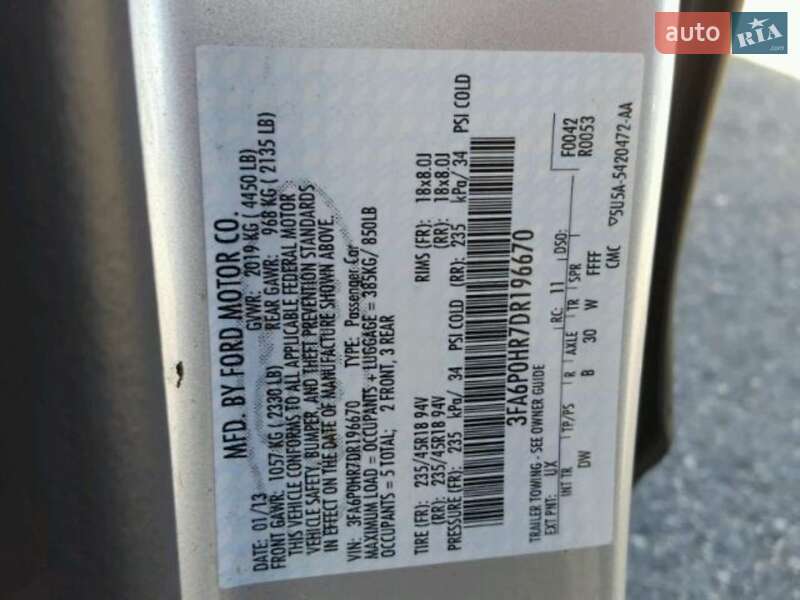 auto RIA .com
MFD. BY FORD MOTOR CO.
DATE: 01/13 GVWR: 2019 KG ( 4450 LB)
FRONT GAWR: 1057 KG ( 2330 LB) REAR GAWR: 968 KG ( 2135 LB)
THIS VEHICLE CONFORMS TO ALL APPLICABLE FEDERAL MOTOR
VEHICLE SAFETY, BUMPER, AND THEFT PREVENTION STANDARDS
IN EFFECT ON THE DATE OF MANUFACTURE SHOWN ABOVE.
VIN: 3FA6P0HR7DR196670 TYPE: Passenger Car
MAXIMUM LOAD = OCCUPANTS + LUGGAGE = 385KG/ 850LB
OCCUPANTS = 5 TOTAL; 2 FRONT, 3 REAR
TIRE (FR): 235/45R18 94V RIMS (FR): 18x8.0J
(RR): 235/45R18 94V (RR): 18x8.0J
PRESSURE (FR): 235 kPa/ 34 PSI COLD (RR): 235 kPa/ 34 PSI COLD
3FA6P0HR7DR196670
TRAILER TOWING - SEE OWNER GUIDE
F0042
R0053
EXT PNT: UX RC: 11 DSO:
INT TR TP/PS R AXLE TR SPR
DW B 30 W FFFF
CMC
▽5U5A-5420472-AA